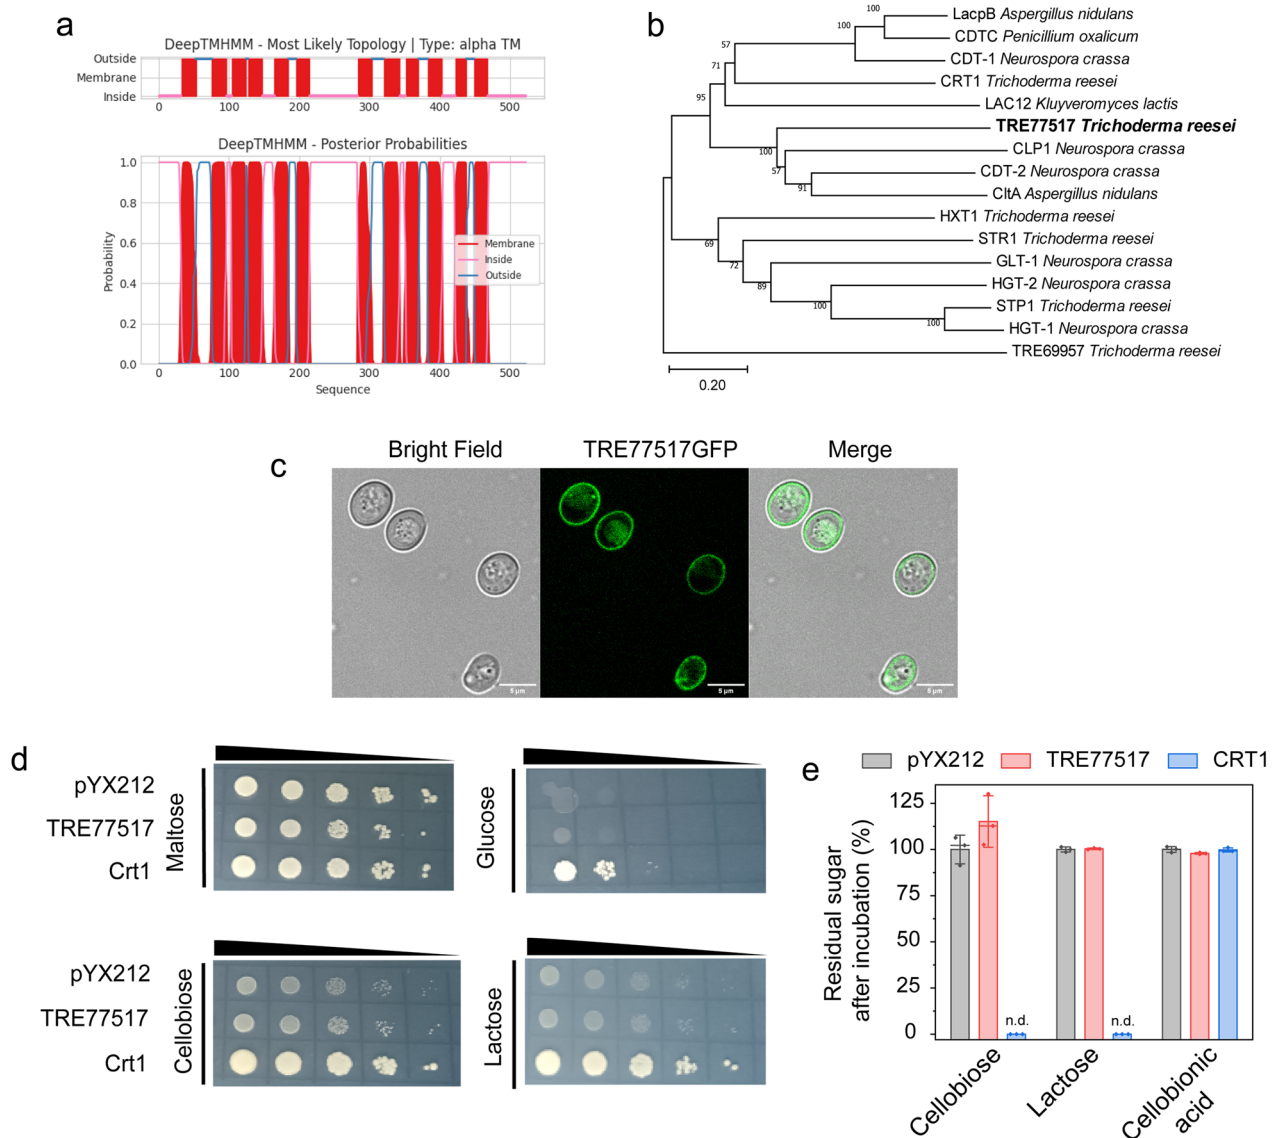 a
DeepTMHMM - Most Likely Topology | Type: alpha TM
Outside
Membrane
Inside
0 100 200 300 400 500
DeepTMHMM - Posterior Probabilities
1.0
0.8
0.6
0.4
0.2
0.0
Probability
Membrane
Inside
Outside
0 100 200 300 400 500
Sequence
b
100
100
57
71
95
100
57
91
69
72
89
100
100
LacpB Aspergillus nidulans
CDTC Penicillium oxalicum
CDT-1 Neurospora crassa
CRT1 Trichoderma reesei
LAC12 Kluyveromyces lactis
TRE77517 Trichoderma reesei
CLP1 Neurospora crassa
CDT-2 Neurospora crassa
CltA Aspergillus nidulans
HXT1 Trichoderma reesei
STR1 Trichoderma reesei
GLT-1 Neurospora crassa
HGT-2 Neurospora crassa
STP1 Trichoderma reesei
HGT-1 Neurospora crassa
TRE69957 Trichoderma reesei
0.20
c
Bright Field TRE77517GFP Merge
5 µm 5 µm 5 µm
d
pYX212
TRE77517
Crt1
Maltose
Glucose
pYX212
TRE77517
Crt1
Cellobiose
Lactose
e
pYX212 TRE77517 CRT1
125
100
75
50
25
0
Residual sugar
after incubation (%)
n.d. n.d.
Cellobiose
Lactose
Cellobionic
acid